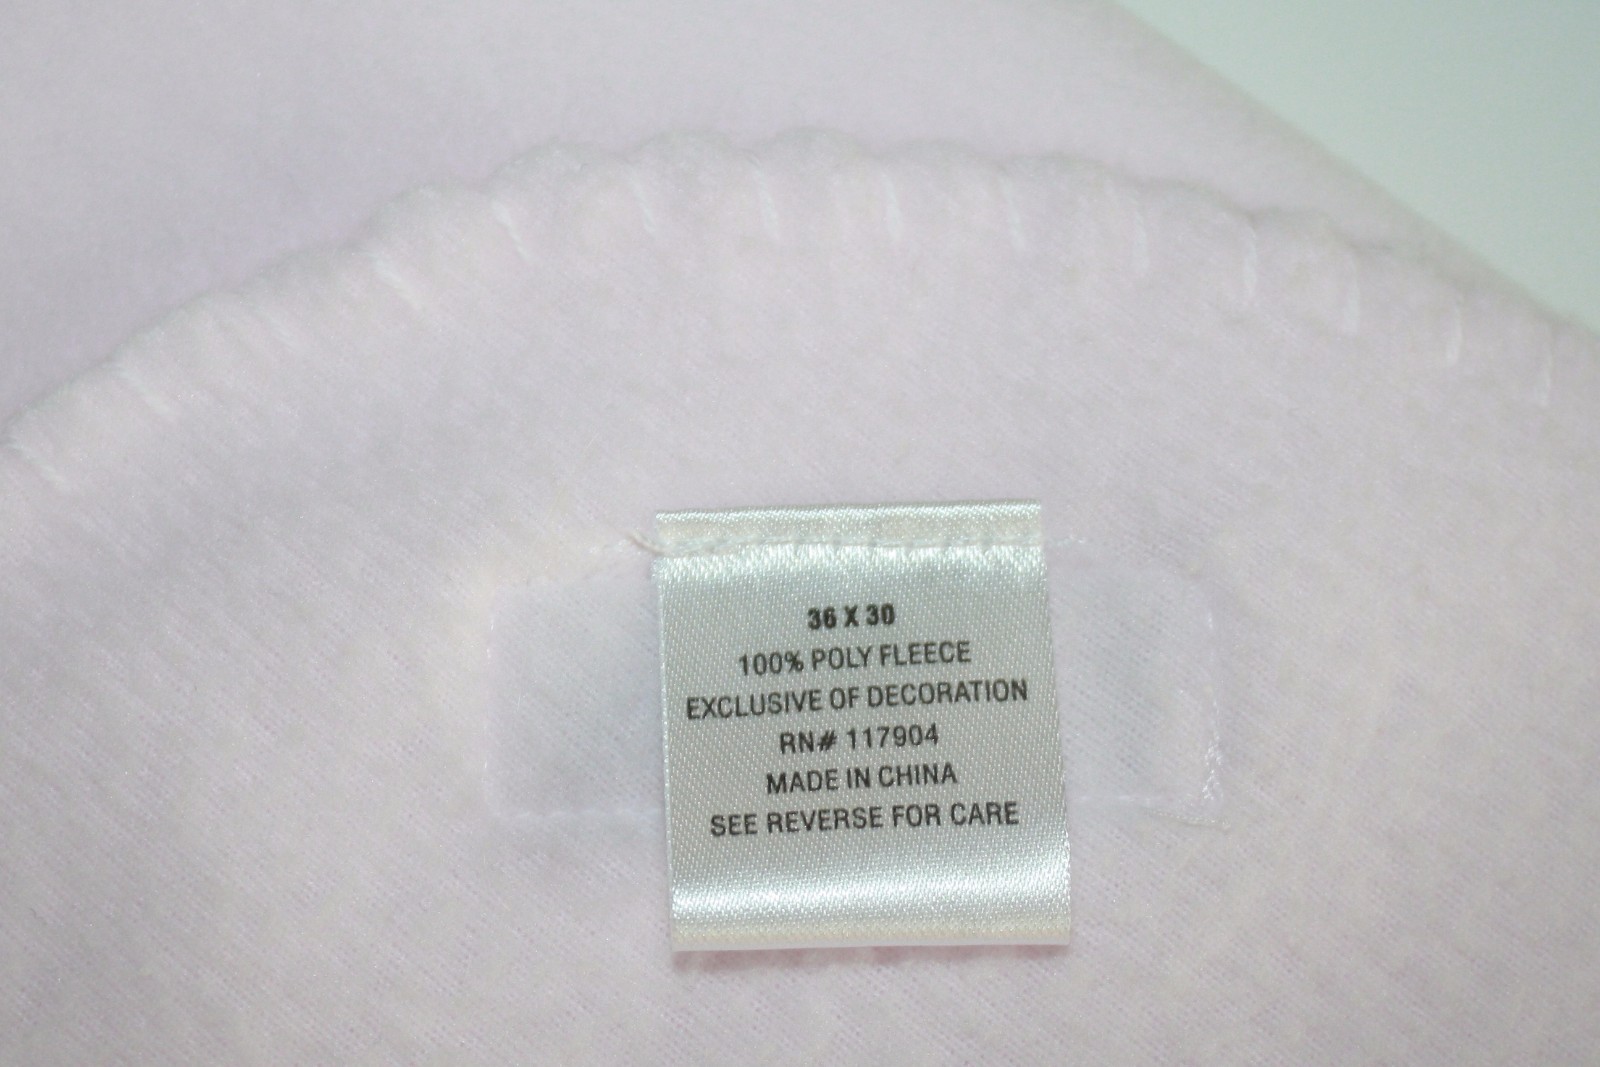 36 X 30
100% POLY FLEECE
EXCLUSIVE OF DECORATION
RN# 117904
MADE IN CHINA
SEE REVERSE FOR CARE